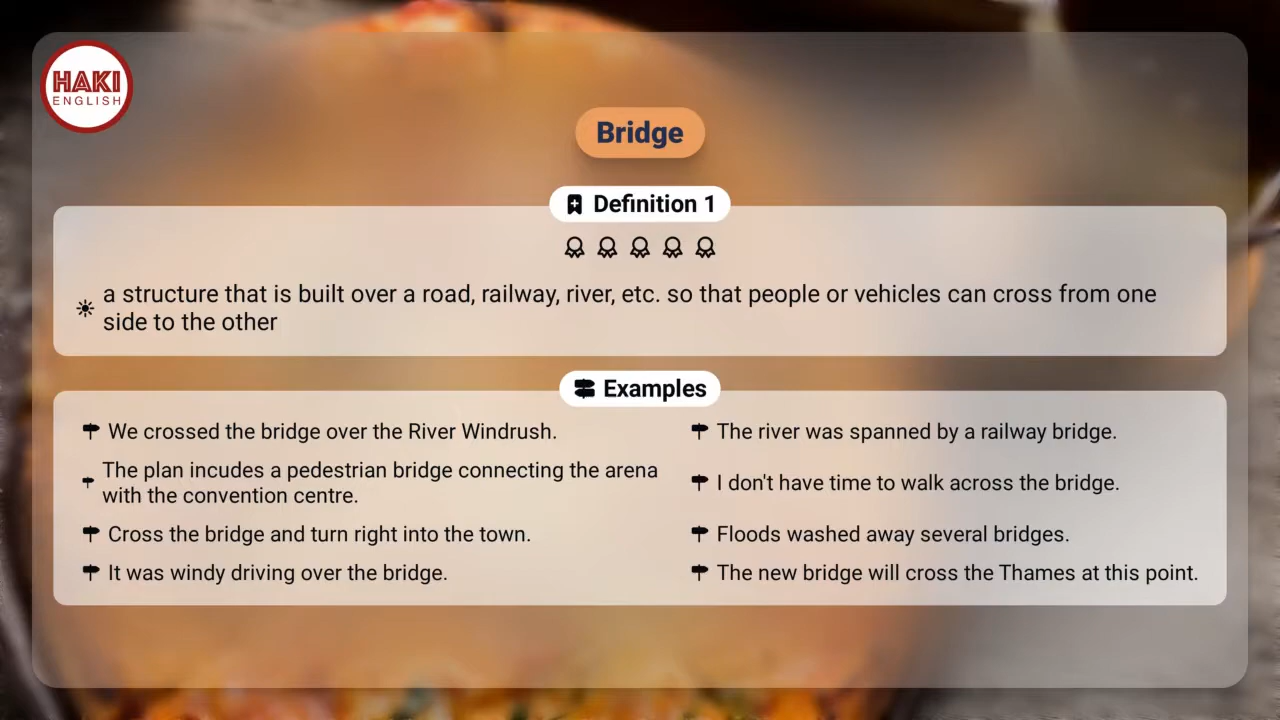 HAKI
ENGLISH
Bridge
Definition 1
a structure that is built over a road, railway, river, etc. so that people or vehicles can cross from one
side to the other
Examples
We crossed the bridge over the River Windrush.
The river was spanned by a railway bridge.
The plan incudes a pedestrian bridge connecting the arena
with the convention centre.
I don't have time to walk across the bridge.
Cross the bridge and turn right into the town.
Floods washed away several bridges.
It was windy driving over the bridge.
The new bridge will cross the Thames at this point.